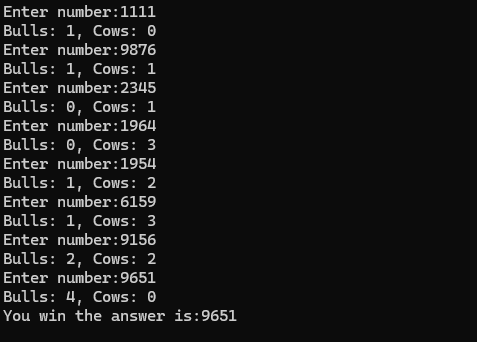 Enter number:1111
Bulls: 1, Cows: 0
Enter number:9876
Bulls: 1, Cows: 1
Enter number:2345
Bulls: 0, Cows: 1
Enter number:1964
Bulls: 0, Cows: 3
Enter number:1954
Bulls: 1, Cows: 2
Enter number:6159
Bulls: 1, Cows: 3
Enter number:9156
Bulls: 2, Cows: 2
Enter number:9651
Bulls: 4, Cows: 0
You win the answer is:9651